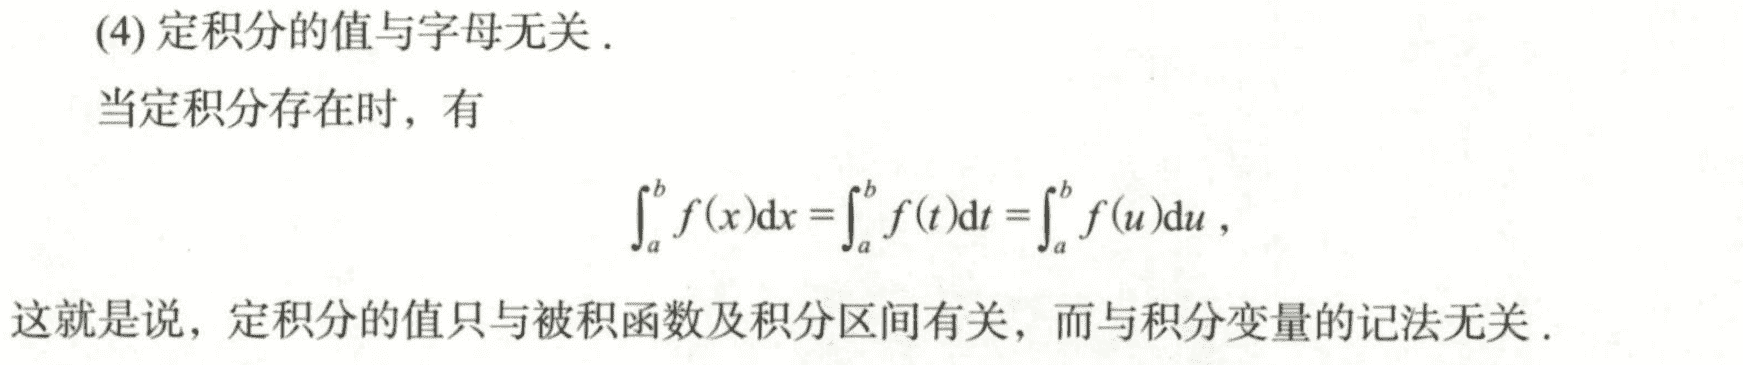 (4) 定积分的值与字母无关.
当定积分存在时，有
$\int_a^b f(x)\mathrm{d}x = \int_a^b f(t)\mathrm{d}t = \int_a^b f(u)\mathrm{d}u$，
这就是说，定积分的值只与被积函数及积分区间有关，而与积分变量的记法无关.